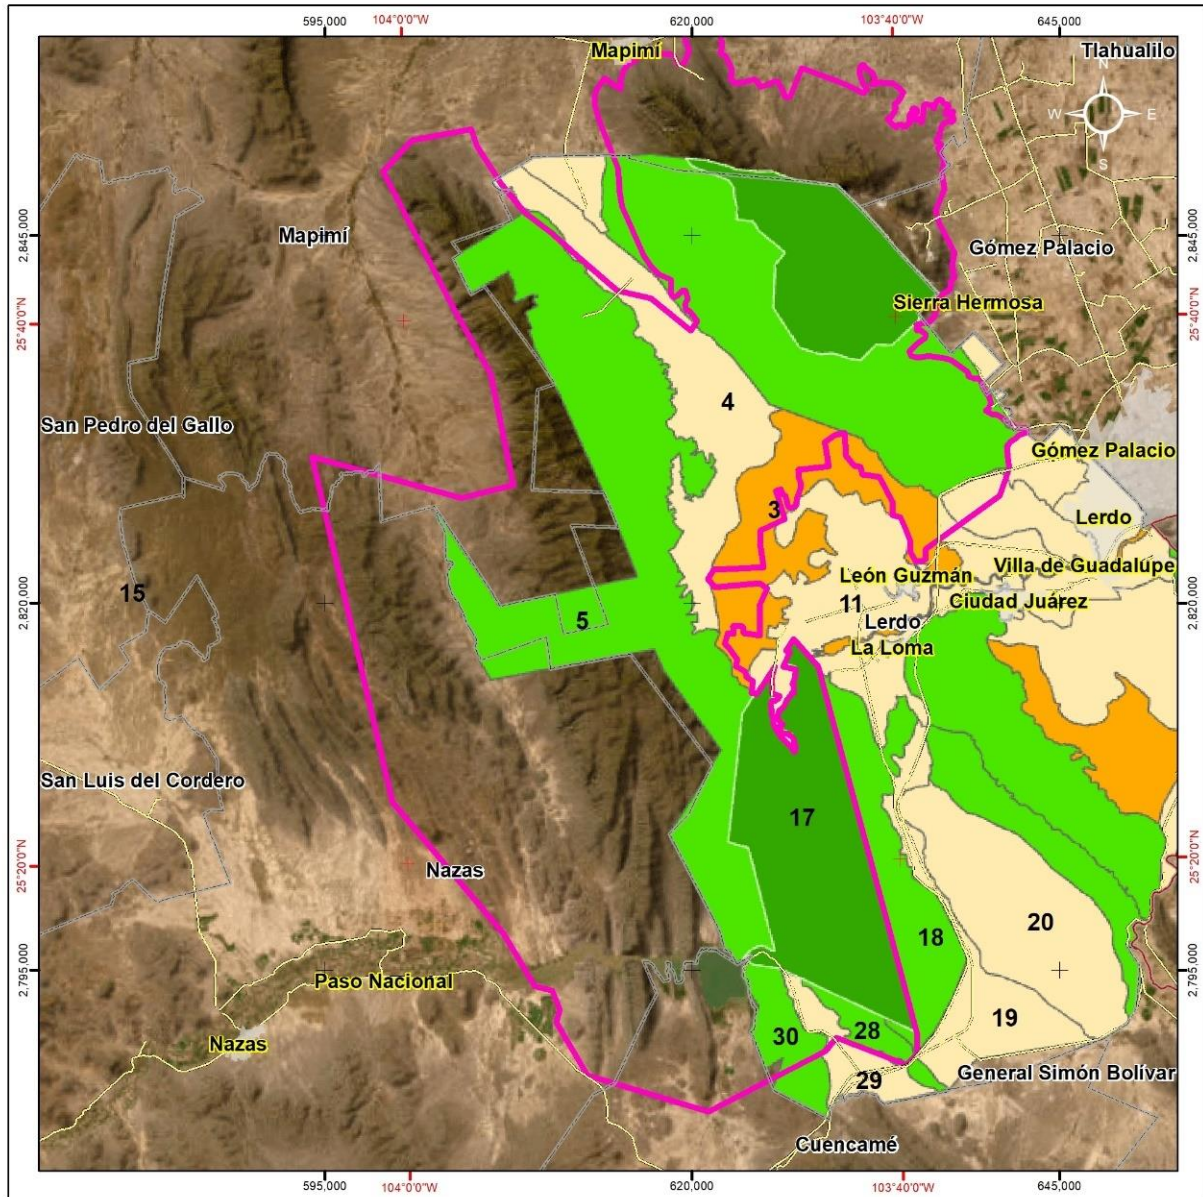 595,000
104°0'0"W
620,000
103°40'0"W
645,000
Mapimí
Tlahualilo
N
W
E
S
2,845,000
2,845,000
Mapimí
Gómez Palacio
Sierra Hermosa
25°40'0"N
25°40'0"N
4
San Pedro del Gallo
Gómez Palacio
3
Lerdo
Villa de Guadalupe
León Guzmán
15
2,820,000
2,820,000
11
Ciudad Juárez
5
Lerdo
La Loma
San Luis del Cordero
17
25°20'0"N
25°20'0"N
Nazas
20
18
2,795,000
2,795,000
Paso Nacional
19
30
28
Nazas
29
General Simón Bolívar
Cuencamé
595,000
104°0'0"W
620,000
103°40'0"W
645,000